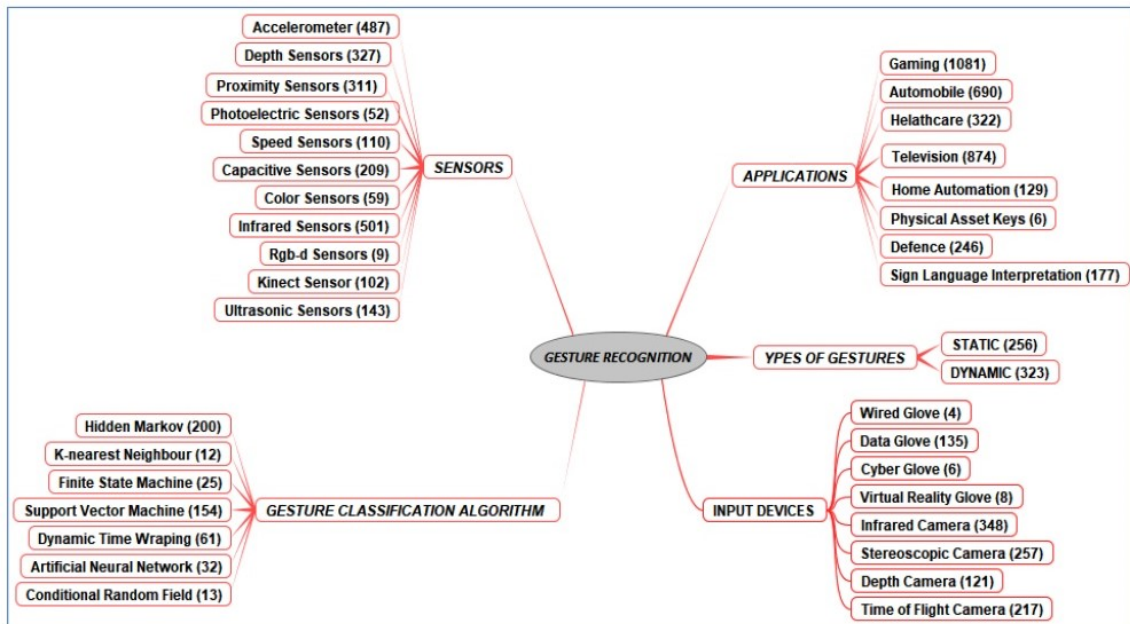 Accelerometer (487)
Depth Sensors (327)
Proximity Sensors (311)
Photoelectric Sensors (52)
Speed Sensors (110)
Capacitive Sensors (209)
Color Sensors (59)
Infrared Sensors (501)
Rgb-d Sensors (9)
Kinect Sensor (102)
Ultrasonic Sensors (143)
SENSORS
APPLICATIONS
Gaming (1081)
Automobile (690)
Helathcare (322)
Television (874)
Home Automation (129)
Physical Asset Keys (6)
Defence (246)
Sign Language Interpretation (177)
GESTURE RECOGNITION
YPES OF GESTURES
STATIC (256)
DYNAMIC (323)
Hidden Markov (200)
K-nearest Neighbour (12)
Finite State Machine (25)
Support Vector Machine (154)
Dynamic Time Wraping (61)
Artificial Neural Network (32)
Conditional Random Field (13)
GESTURE CLASSIFICATION ALGORITHM
INPUT DEVICES
Wired Glove (4)
Data Glove (135)
Cyber Glove (6)
Virtual Reality Glove (8)
Infrared Camera (348)
Stereoscopic Camera (257)
Depth Camera (121)
Time of Flight Camera (217)